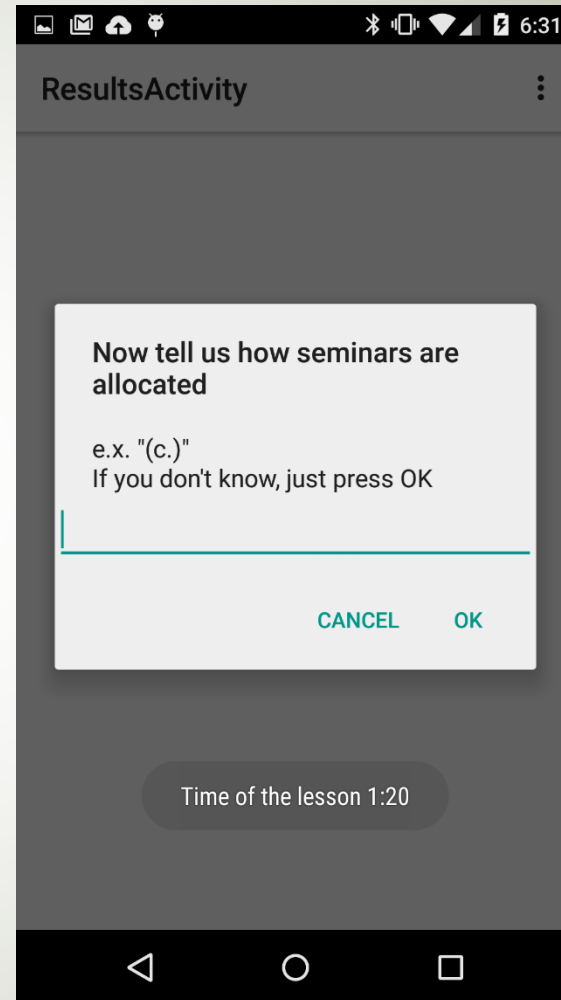 6:31
ResultsActivity
Now tell us how seminars are
allocated
e.x. "(c.)"
If you don't know, just press OK
CANCEL OK
Time of the lesson 1:20